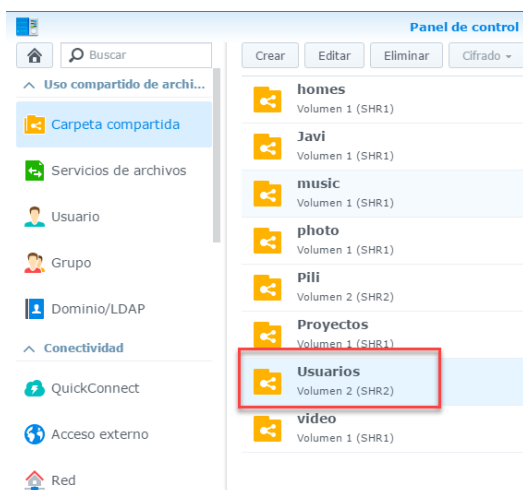 Panel de control
Buscar
Crear
Editar
Eliminar
Cifrado
Uso compartido de archi...
Carpeta compartida
Servicios de archivos
Usuario
Grupo
Dominio/LDAP
Conectividad
QuickConnect
Acceso externo
Red
homes
Volumen 1 (SHR1)
Javi
Volumen 1 (SHR1)
music
Volumen 1 (SHR1)
photo
Volumen 1 (SHR1)
Pili
Volumen 2 (SHR2)
Proyectos
Volumen 1 (SHR1)
Usuarios
Volumen 2 (SHR2)
video
Volumen 1 (SHR1)